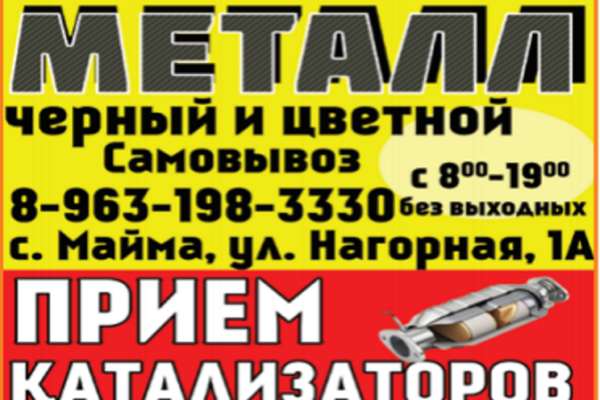 МЕТАЛЛ
черный и цветной
Самовывоз
с 8⁰⁰-19⁰⁰
8-963-198-3330 без выходных
с. Майма, ул. Нагорная, 1А
ПРИЕМ
КАТАЛИЗАТОРОВ